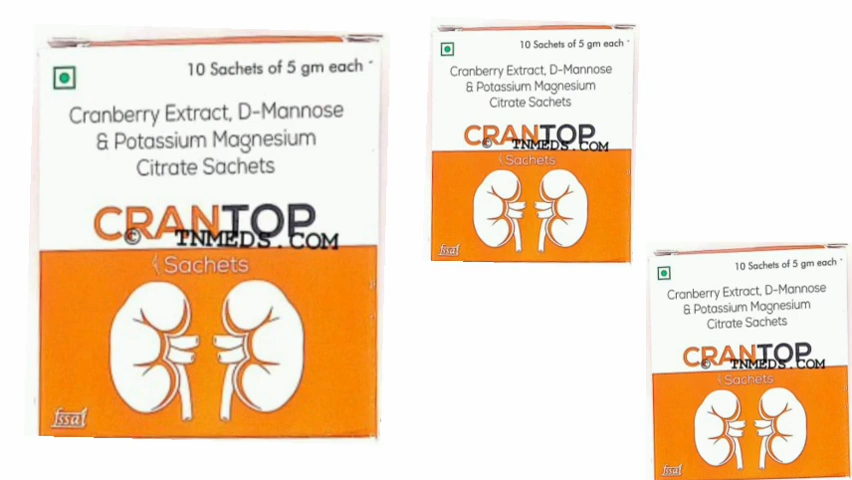 10 Sachets of 5 gm each
Cranberry Extract, D-Mannose
& Potassium Magnesium
Citrate Sachets
CRANTOP
© TNMEDS.COM
Sachets
fssai
10 Sachets of 5 gm each
Cranberry Extract, D-Mannose
& Potassium Magnesium
Citrate Sachets
CRANTOP
© TNMEDS.COM
Sachets
fssai
10 Sachets of 5 gm each
Cranberry Extract, D-Mannose
& Potassium Magnesium
Citrate Sachets
CRANTOP
© TNMEDS.COM
Sachets
fssai